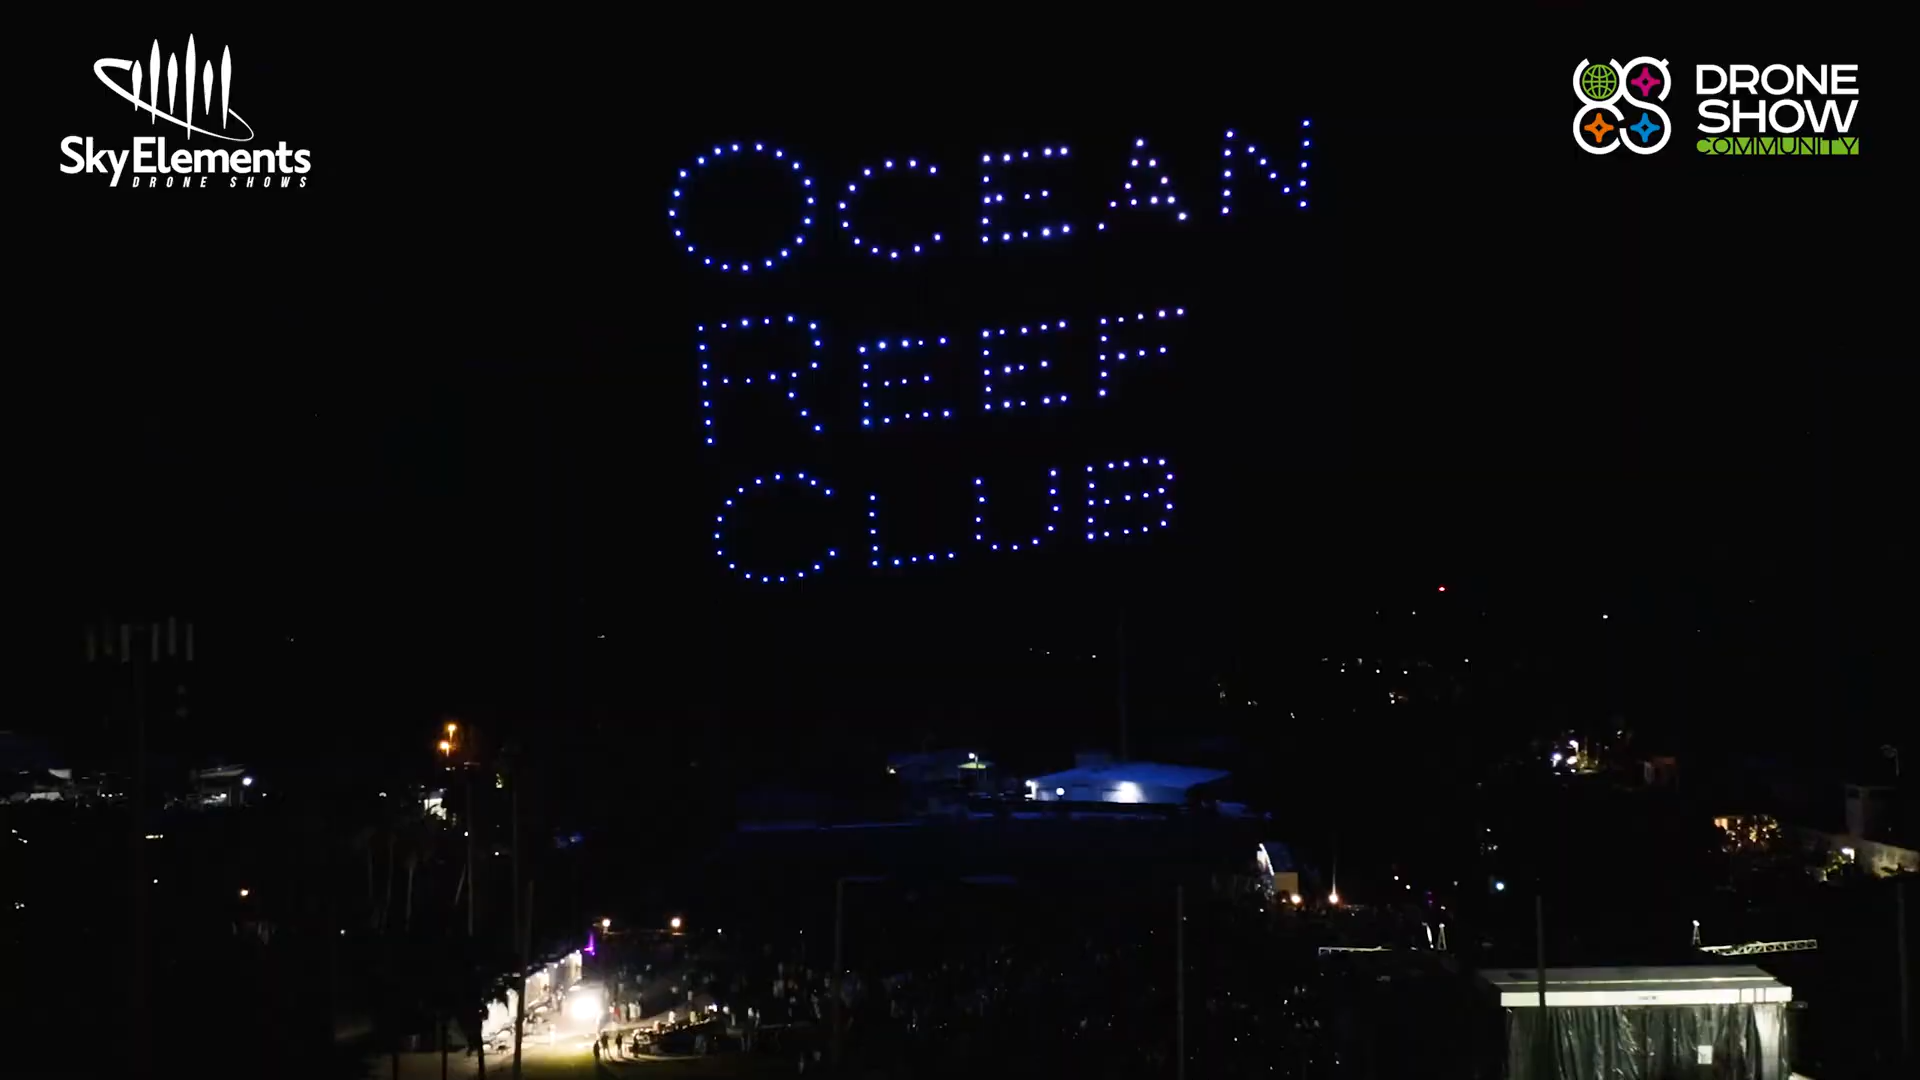 SkyElements
DRONE SHOWS
DRONE
SHOW
COMMUNITY
OCEAN
REEF
CLUB